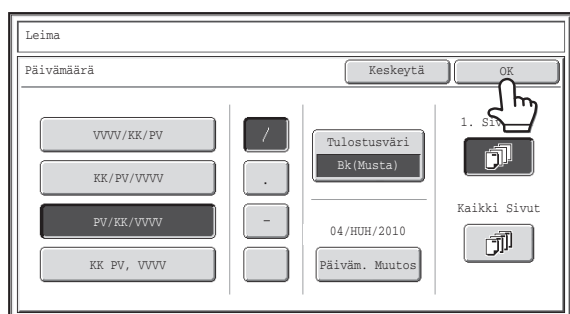 Leima
Päivämäärä
Keskeytä
OK
VVVV/KK/PV
KK/PV/VVVV
PV/KK/VVVV
KK PV, VVVV
/
.
-
Tulostusväri
Bk(Musta)
04/HUH/2010
Päiväm. Muutos
1.
Kaikki Sivut